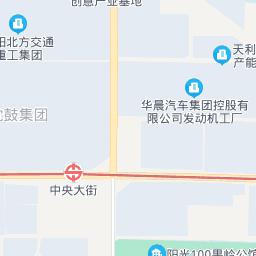 创意产业基地
阳北方交通
重工集团
天利
产能
华晨汽车集团控股有
限公司发动机工厂
沈鼓集团
中央大街
阳光100果岭公馆